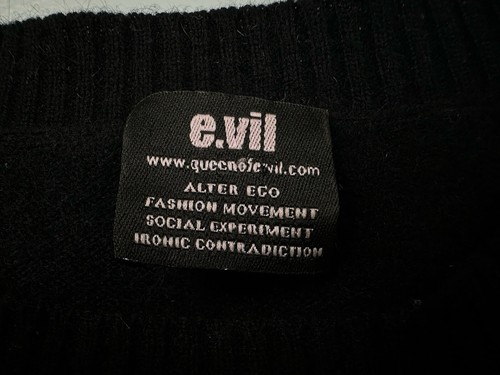 e.vil
www.queenofevil.com
ALTER EGO
FASHION MOVEMENT
SOCIAL EXPERIMENT
IRONIC CONTRADICTION